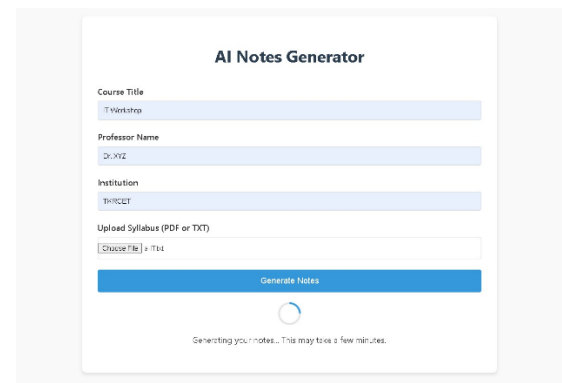 AI Notes Generator
Course Title
IT Workshop
Professor Name
Dr. XYZ
Institution
TKRCET
Upload Syllabus (PDF or TXT)
Choose File
Generate Notes
Generating your notes... This may take a few minutes.